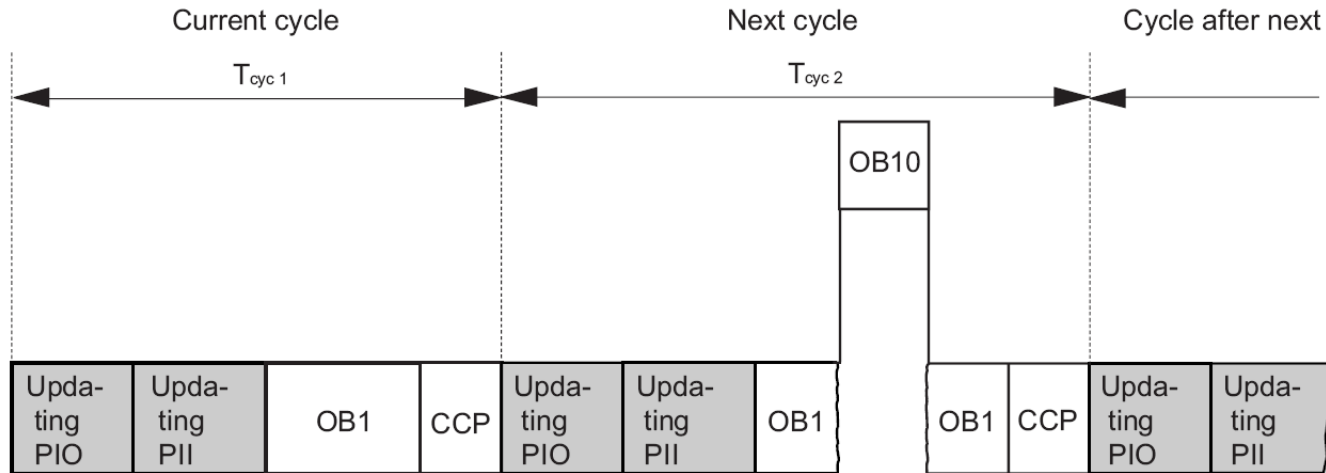 Current cycle
Next cycle
Cycle after next
Tcyc 1
Tcyc 2
OB10
Upda-
ting
PIO
Upda-
ting
PII
OB1
CCP
Upda-
ting
PIO
Upda-
ting
PII
OB1
OB1
CCP
Upda-
ting
PIO
Upda-
ting
PII